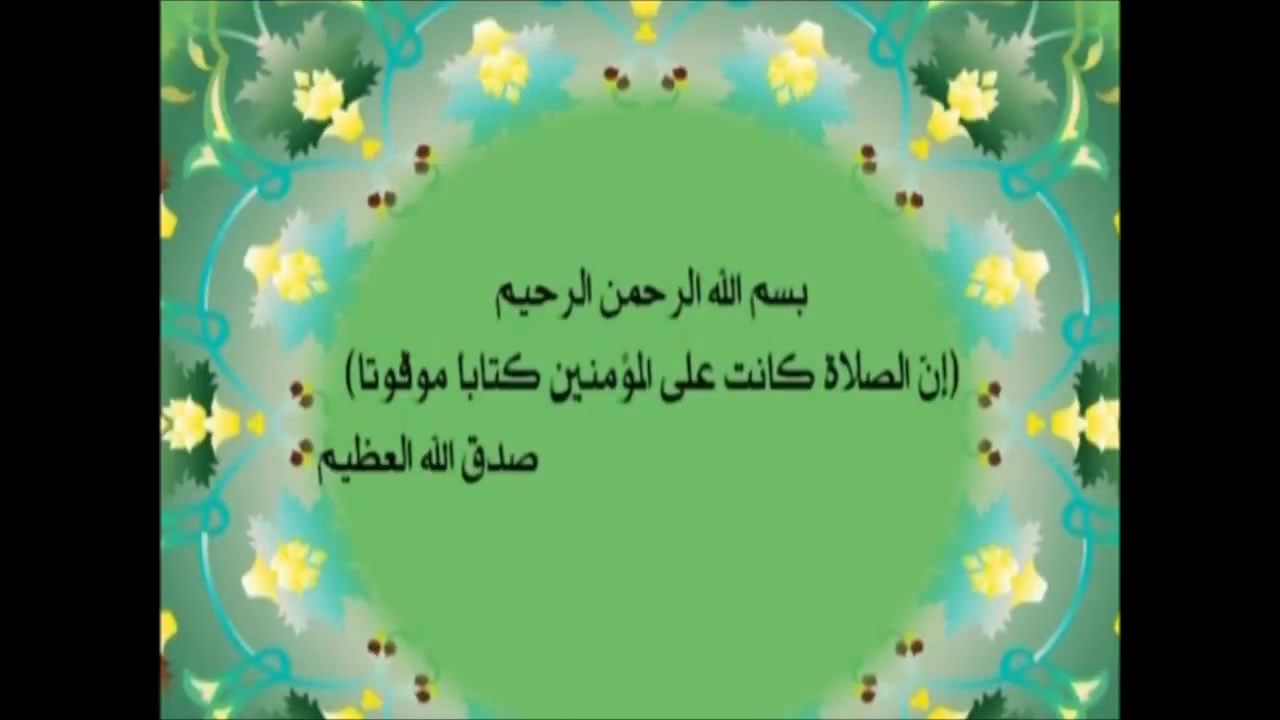 بسم الله الرحمن الرحيم
(إنّ الصلاة كانت على المؤمنين كتابا موقوتا)
صدق الله العظيم